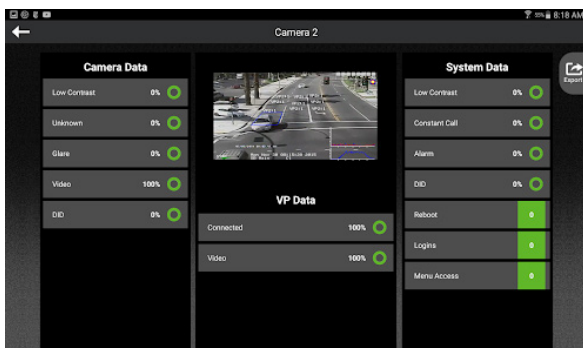 55% 8:18 AM
Camera 2
Export
Camera Data
Low Contrast 0%
Unknown 0%
Glare 0%
Video 100%
DID 0%
VP Data
Connected 100%
Video 100%
System Data
Low Contrast 0%
Constant Call 0%
Alarm 0%
DID 0%
Reboot 0
Logins 0
Menu Access 0